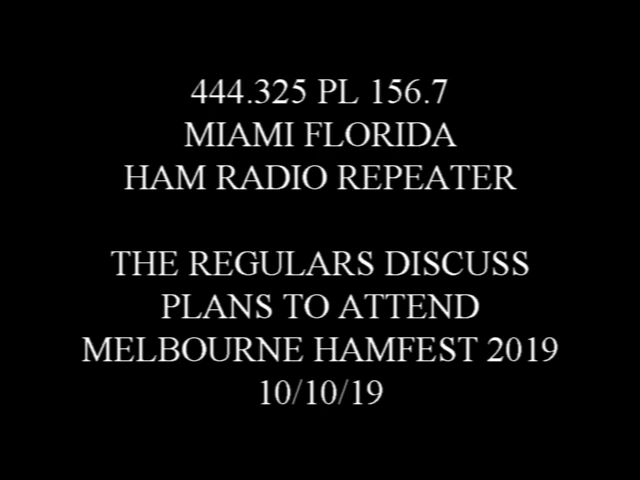 444.325 PL 156.7
MIAMI FLORIDA
HAM RADIO REPEATER
THE REGULARS DISCUSS
PLANS TO ATTEND
MELBOURNE HAMFEST 2019
10/10/19